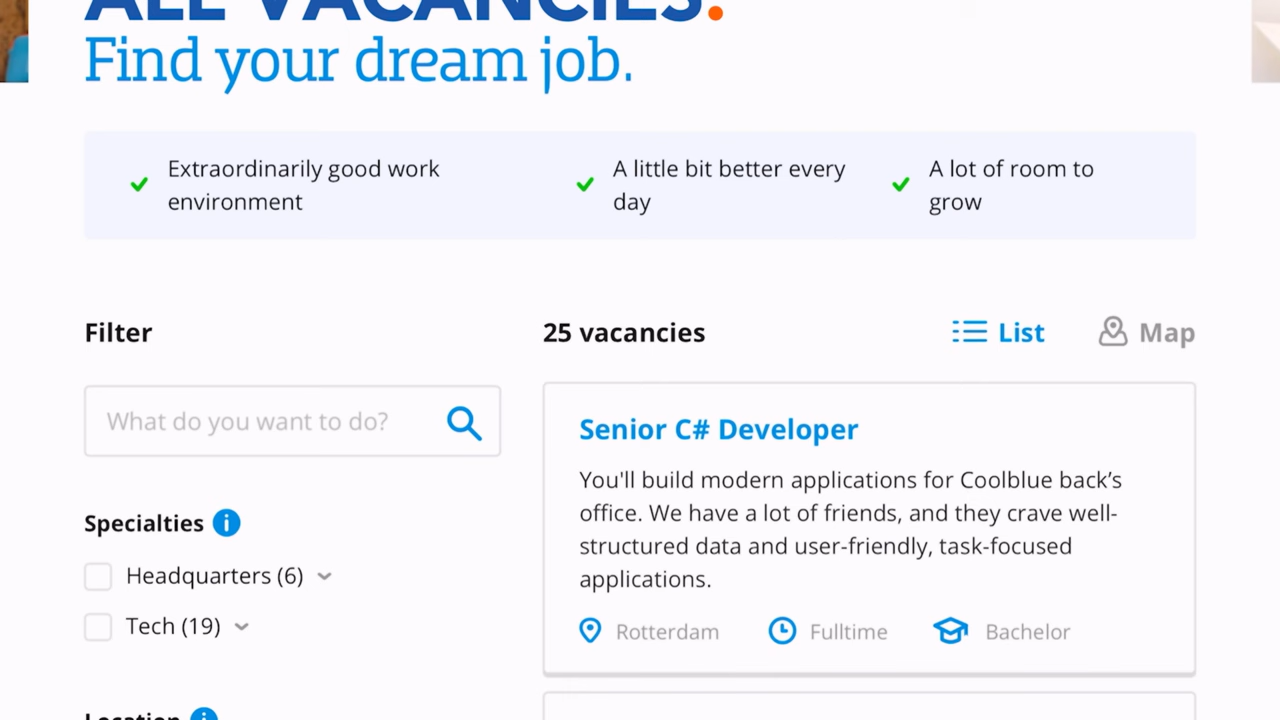 ALL VACANCIES.
Find your dream job.
Extraordinarily good work
environment
A little bit better every
day
A lot of room to
grow
Filter
What do you want to do?
Specialties
Headquarters (6)
Tech (19)
Location
25 vacancies
List
Map
Senior C# Developer
You'll build modern applications for Coolblue back’s
office. We have a lot of friends, and they crave well-
structured data and user-friendly, task-focused
applications.
Rotterdam
Fulltime
Bachelor